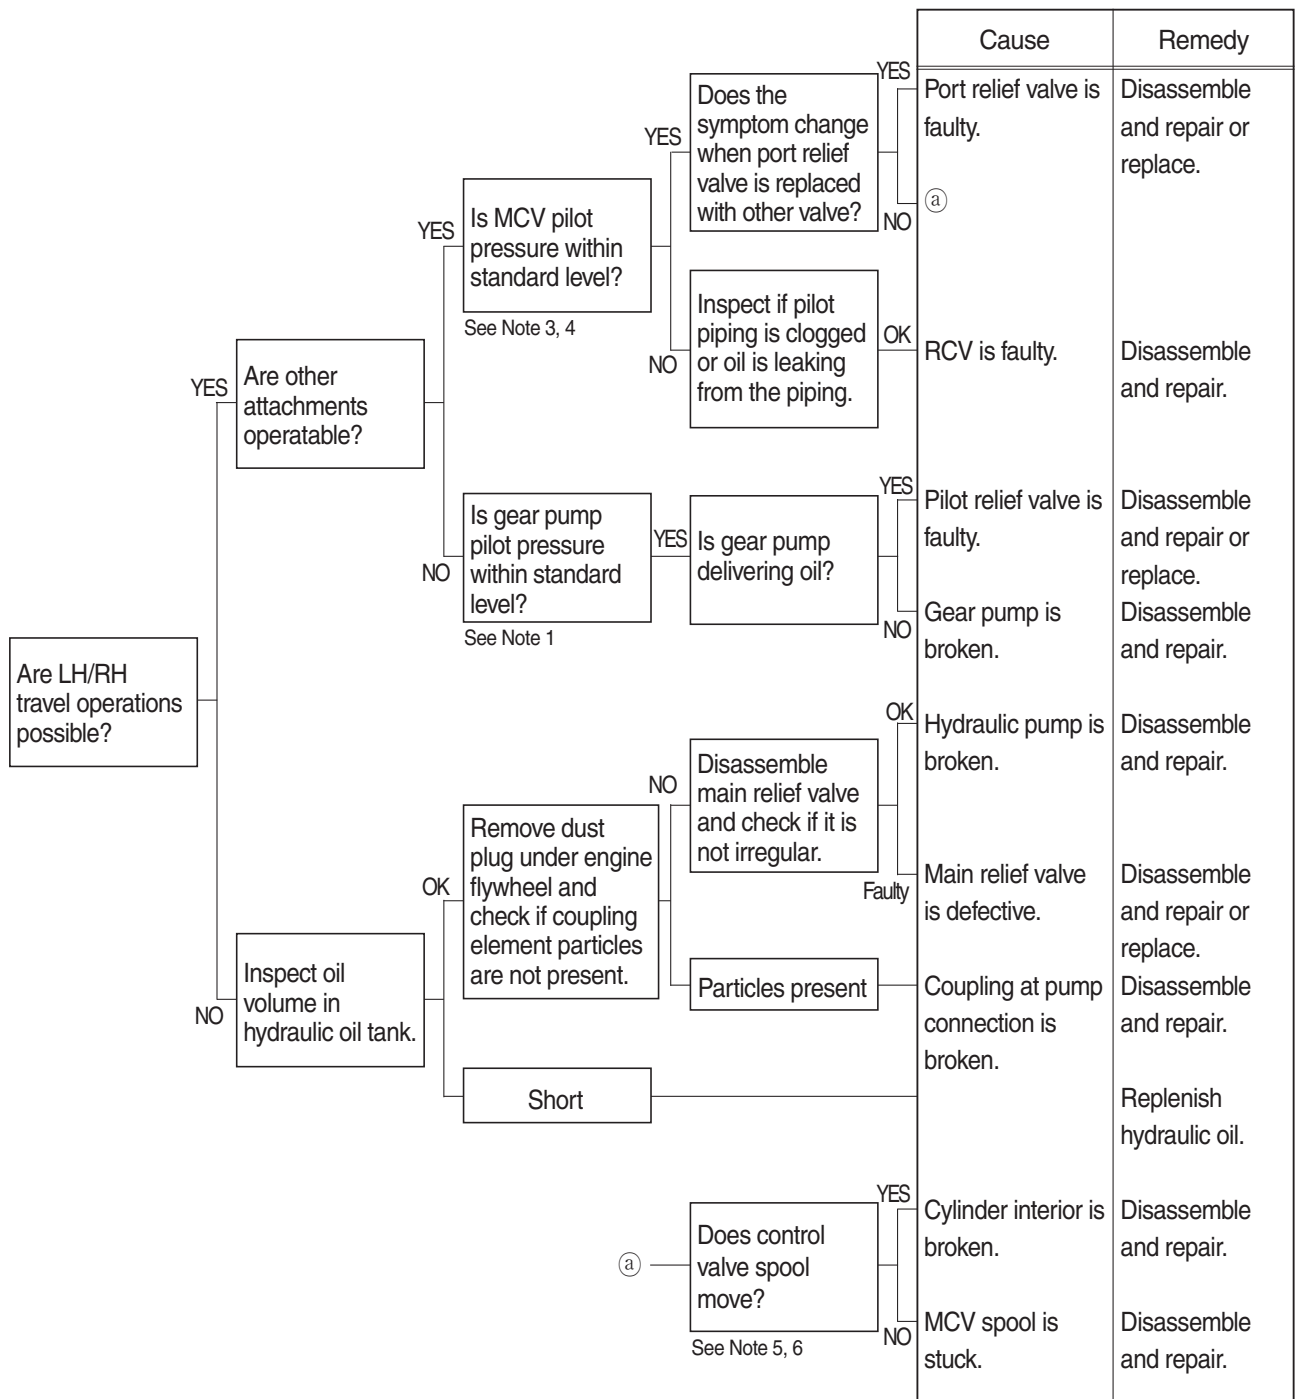 Cause
Remedy
YES
Does the
symptom change
when port relief
valve is replaced
with other valve?
Port relief valve is
faulty.
Disassemble
and repair or
replace.
YES
NO
ⓐ
YES
Is MCV pilot
pressure within
standard level?
See Note 3, 4
NO
Inspect if pilot
piping is clogged
or oil is leaking
from the piping.
OK
RCV is faulty.
Disassemble
and repair.
YES
Are other
attachments
operatable?
NO
Is gear pump
pilot pressure
within standard
level?
See Note 1
YES
Is gear pump
delivering oil?
YES
Pilot relief valve is
faulty.
Disassemble
and repair or
replace.
NO
Gear pump is
broken.
Disassemble
and repair.
Are LH/RH
travel operations
possible?
NO
Inspect oil
volume in
hydraulic oil tank.
OK
Remove dust
plug under engine
flywheel and
check if coupling
element particles
are not present.
NO
Disassemble
main relief valve
and check if it is
not irregular.
OK
Hydraulic pump is
broken.
Disassemble
and repair.
Faulty
Main relief valve
is defective.
Disassemble
and repair or
replace.
Particles present
Coupling at pump
connection is
broken.
Disassemble
and repair.
Short
Replenish
hydraulic oil.
ⓐ
Does control
valve spool
move?
See Note 5, 6
YES
Cylinder interior is
broken.
Disassemble
and repair.
NO
MCV spool is
stuck.
Disassemble
and repair.